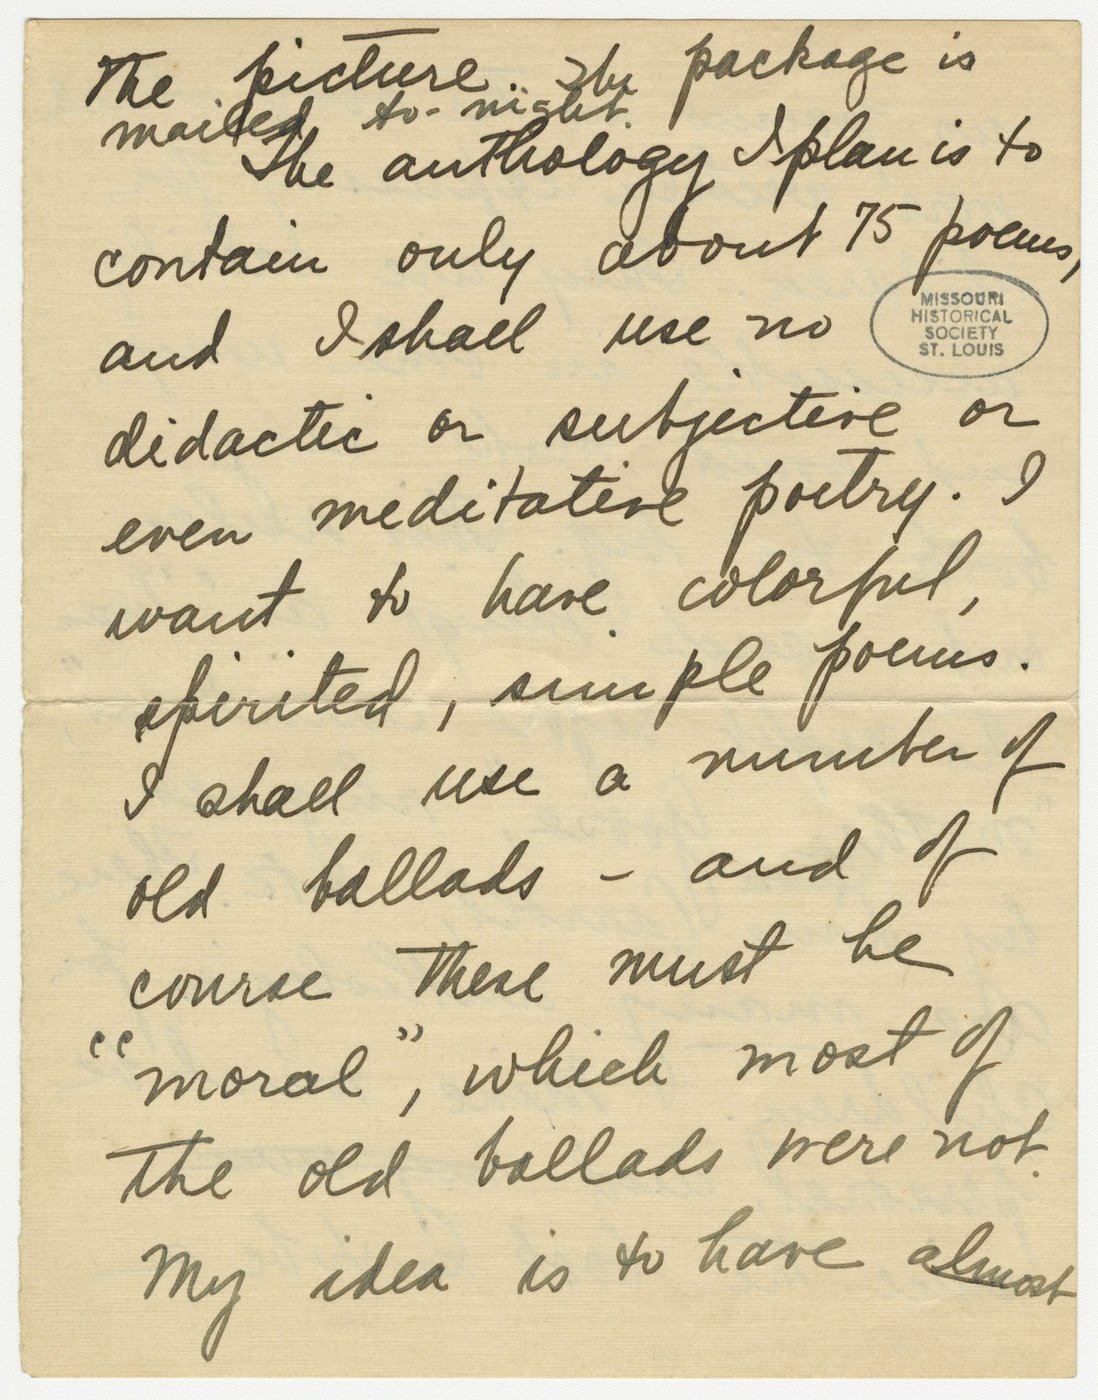 The picture. The package is
mailed to-night.
The anthology I plan is to
contain only about 75 poems,
and I shall use no
MISSOURI
HISTORICAL
SOCIETY
ST. LOUIS
didactic or subjective or
even meditative poetry. I
want to have colorful,
spirited, simple poems.
I shall use a number of
old ballads - and of
course these must be
"moral", which most of
the old ballads were not.
My idea is to have almost